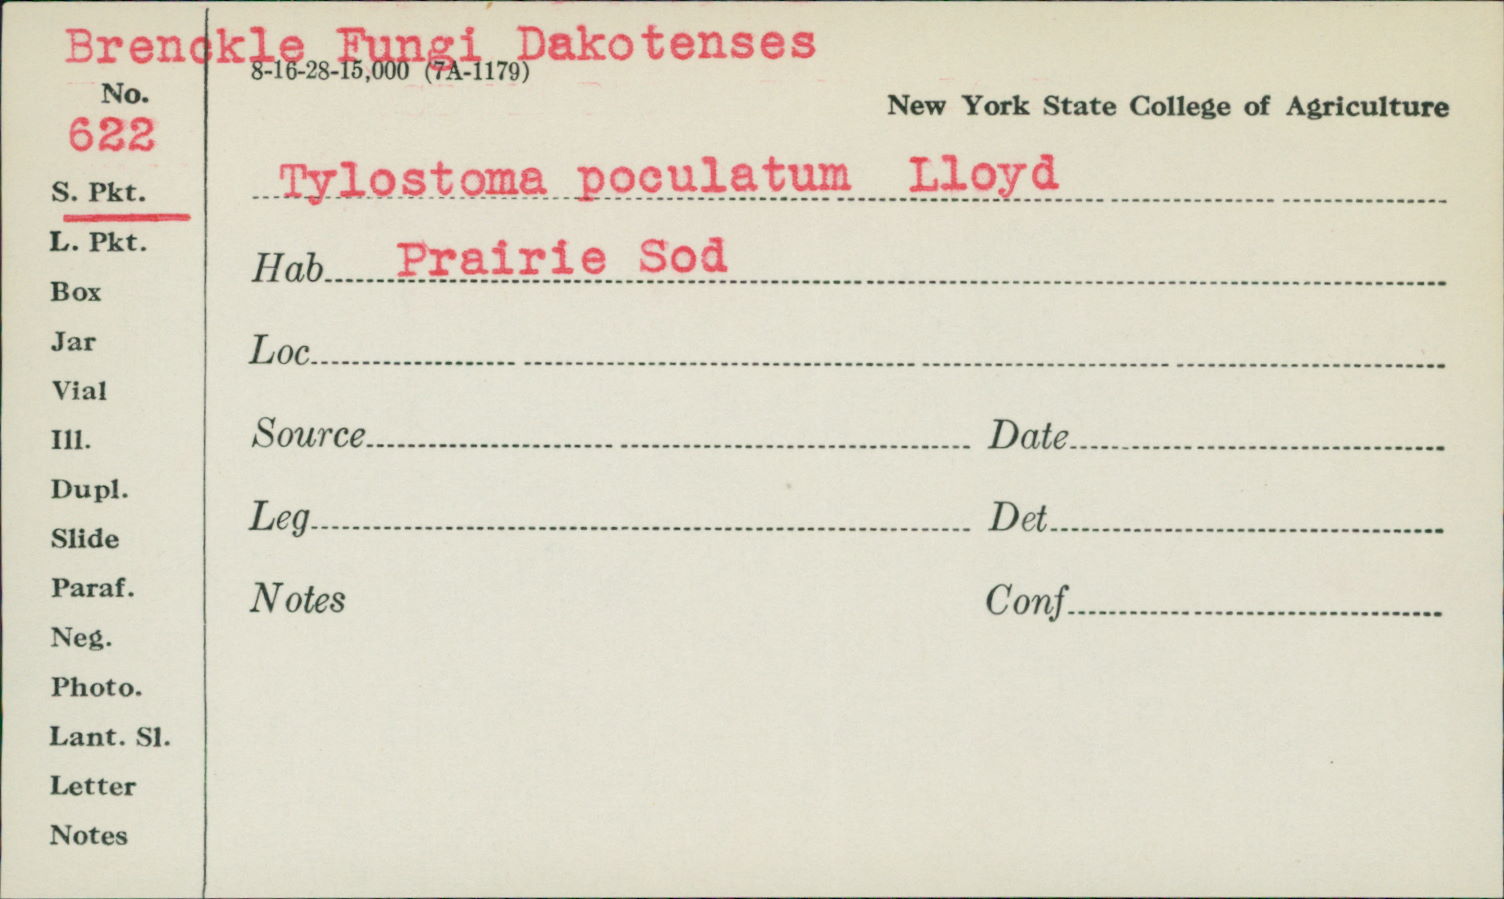 Brenckle Fungi Dakotenses
8-16-28-15,000 (7A-1179)
No.
622
New York State College of Agriculture
Tylostoma poculatum Lloyd
S. Pkt.
L. Pkt.
Hab Prairie Sod
Box
Jar
Loc
Vial
Ill.
Source Date
Dupl.
Slide
Leg Det
Paraf.
Notes Conf
Neg.
Photo.
Lant. Sl.
Letter
Notes